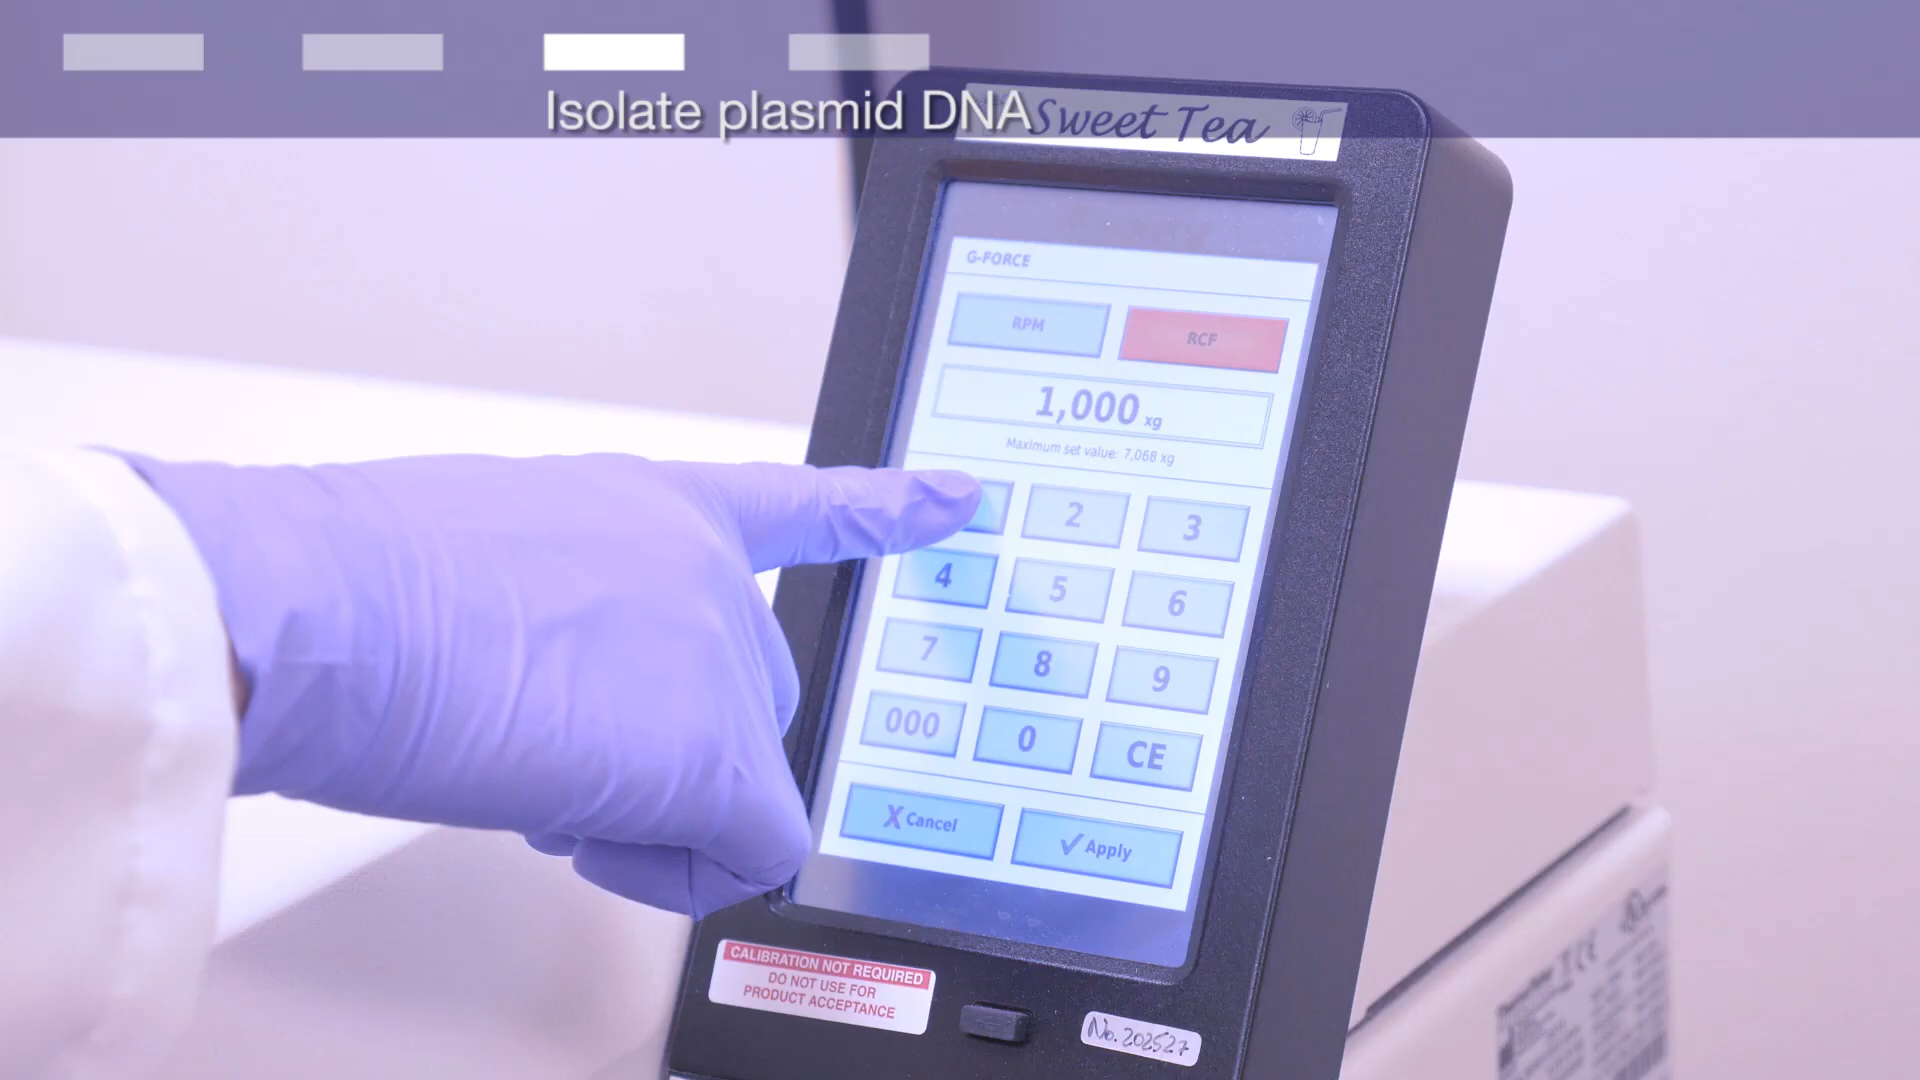 Isolate plasmid DNA
Sweet Tea
G-FORCE
RPM
RCF
1,000 xg
Maximum set value: 7,068 xg
2
3
4
5
6
7
8
9
000
0
CE
X Cancel
✓ Apply
CALIBRATION NOT REQUIRED
DO NOT USE FOR
PRODUCT ACCEPTANCE
No. 202527